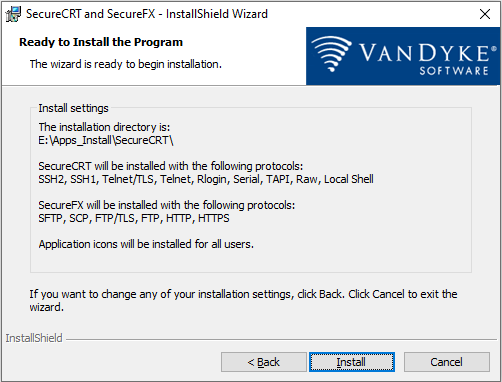 SecureCRT and SecureFX - InstallShield Wizard
Ready to Install the Program
The wizard is ready to begin installation.
VANDYKE®
SOFTWARE
Install settings
The installation directory is:
E:\Apps_Install\SecureCRT\
SecureCRT will be installed with the following protocols:
SSH2, SSH1, Telnet/TLS, Telnet, Rlogin, Serial, TAPI, Raw, Local Shell
SecureFX will be installed with the following protocols:
SFTP, SCP, FTP/TLS, FTP, HTTP, HTTPS
Application icons will be installed for all users.
If you want to change any of your installation settings, click Back. Click Cancel to exit the
wizard.
InstallShield
< Back
Install
Cancel